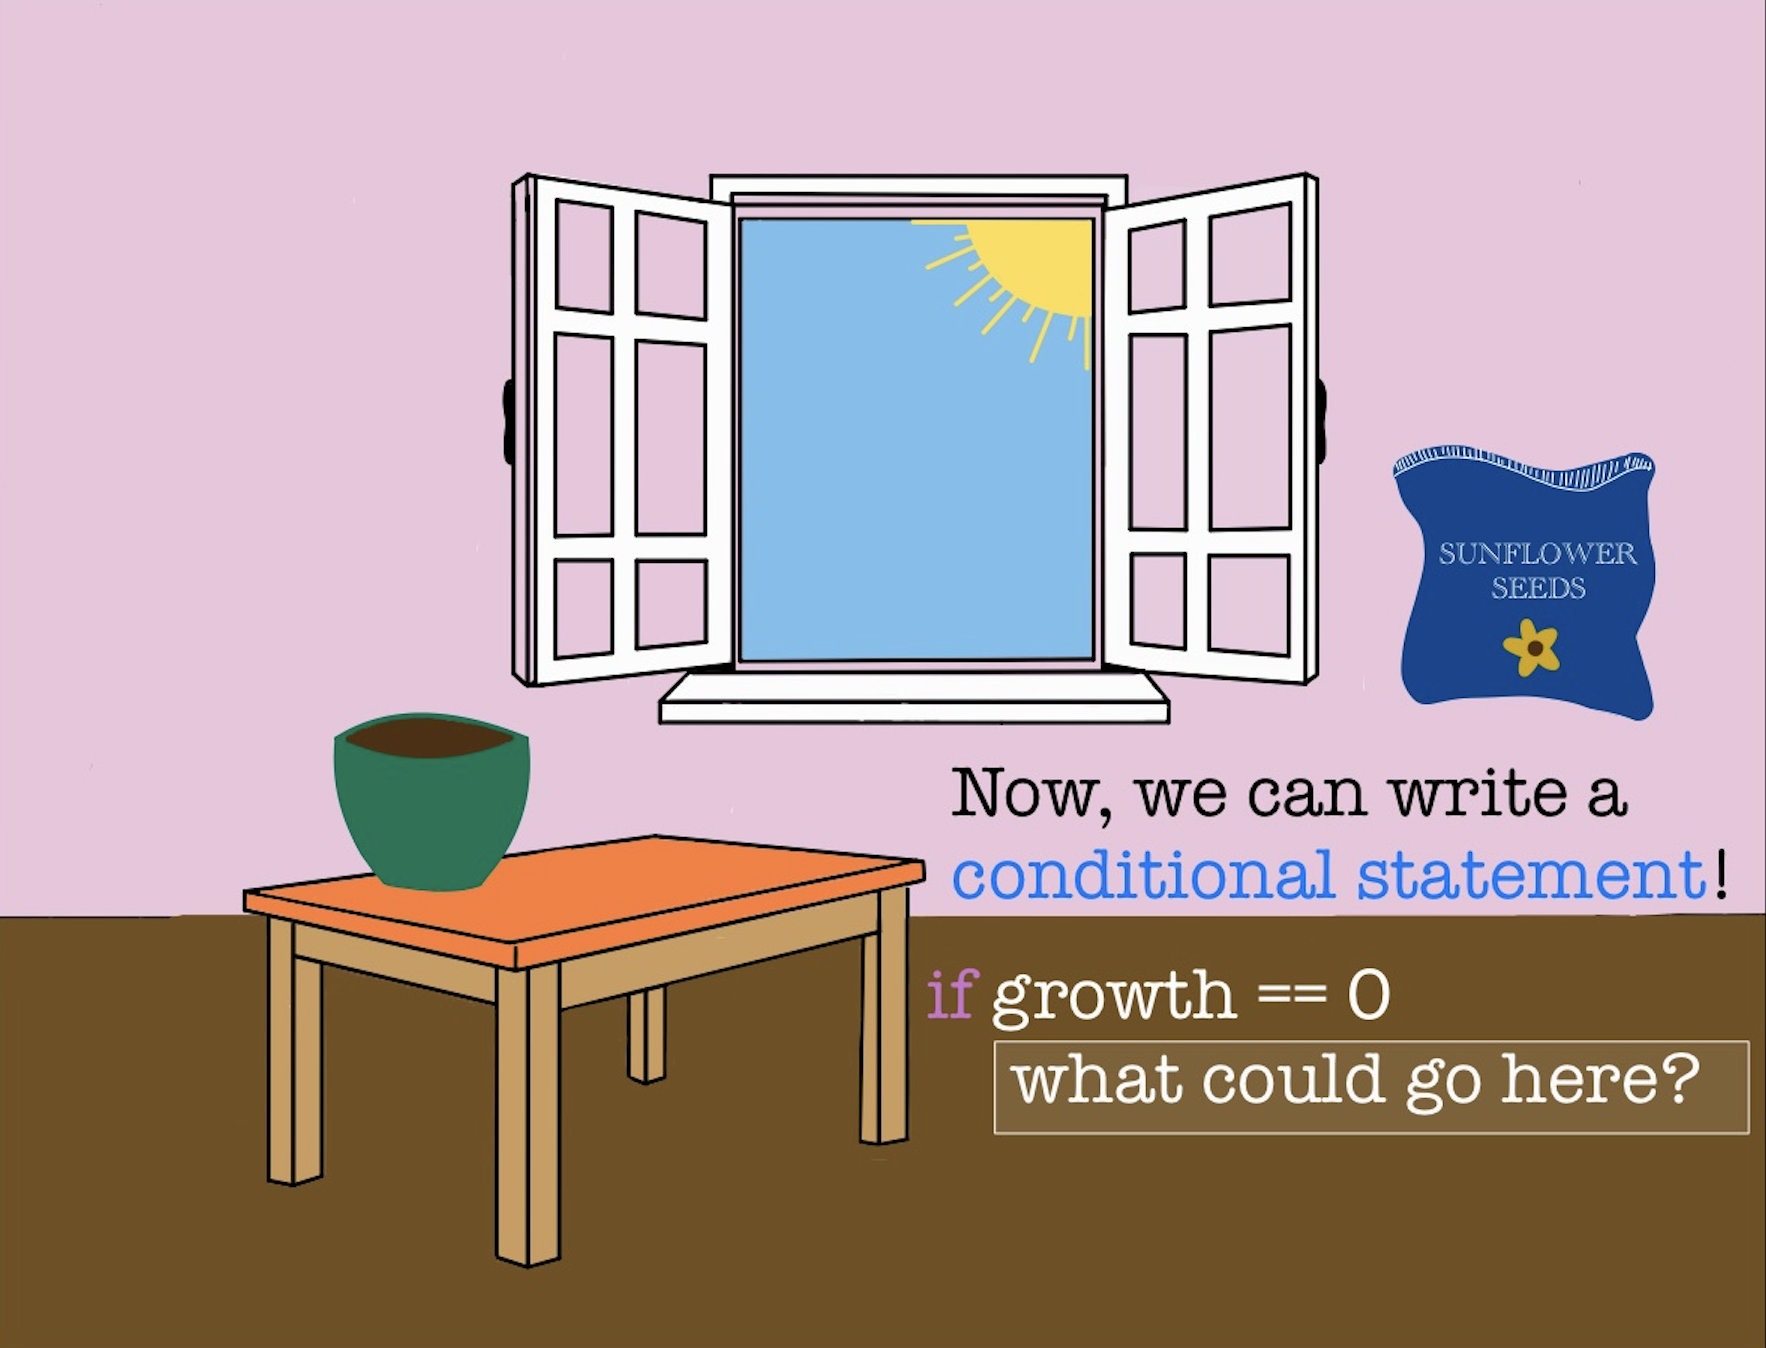 SUNFLOWER
SEEDS
Now, we can write a
conditional statement!
if growth == 0
what could go here?